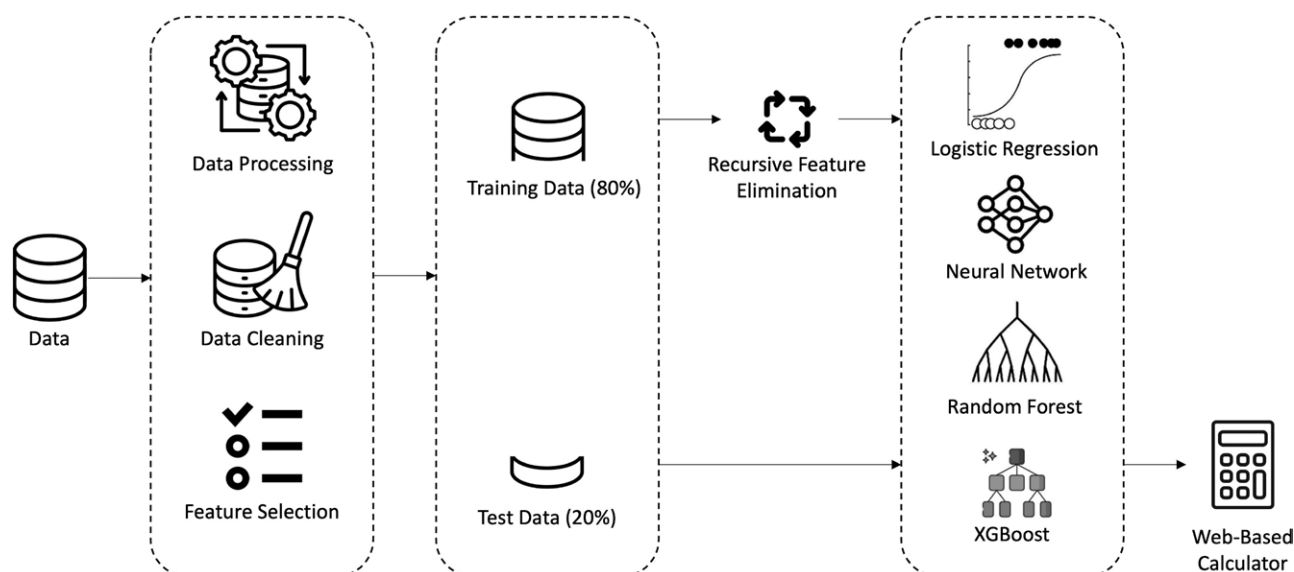 Data
Data Processing
Data Cleaning
Feature Selection
Training Data (80%)
Test Data (20%)
Recursive Feature
Elimination
Logistic Regression
Neural Network
Random Forest
XGBoost
Web-Based
Calculator